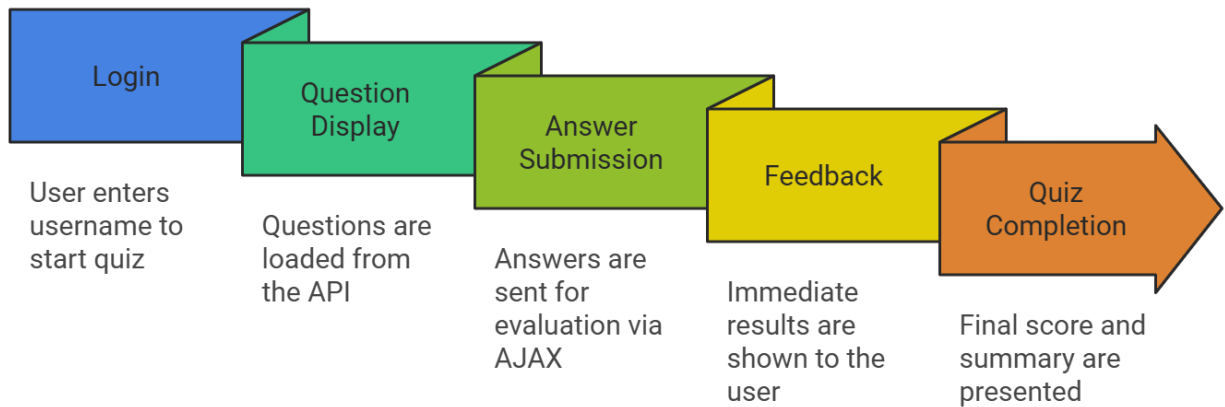 Login
User enters
username to
start quiz
Question
Display
Questions are
loaded from
the API
Answer
Submission
Answers are
sent for
evaluation via
AJAX
Feedback
Immediate
results are
shown to the
user
Quiz
Completion
Final score and
summary are
presented